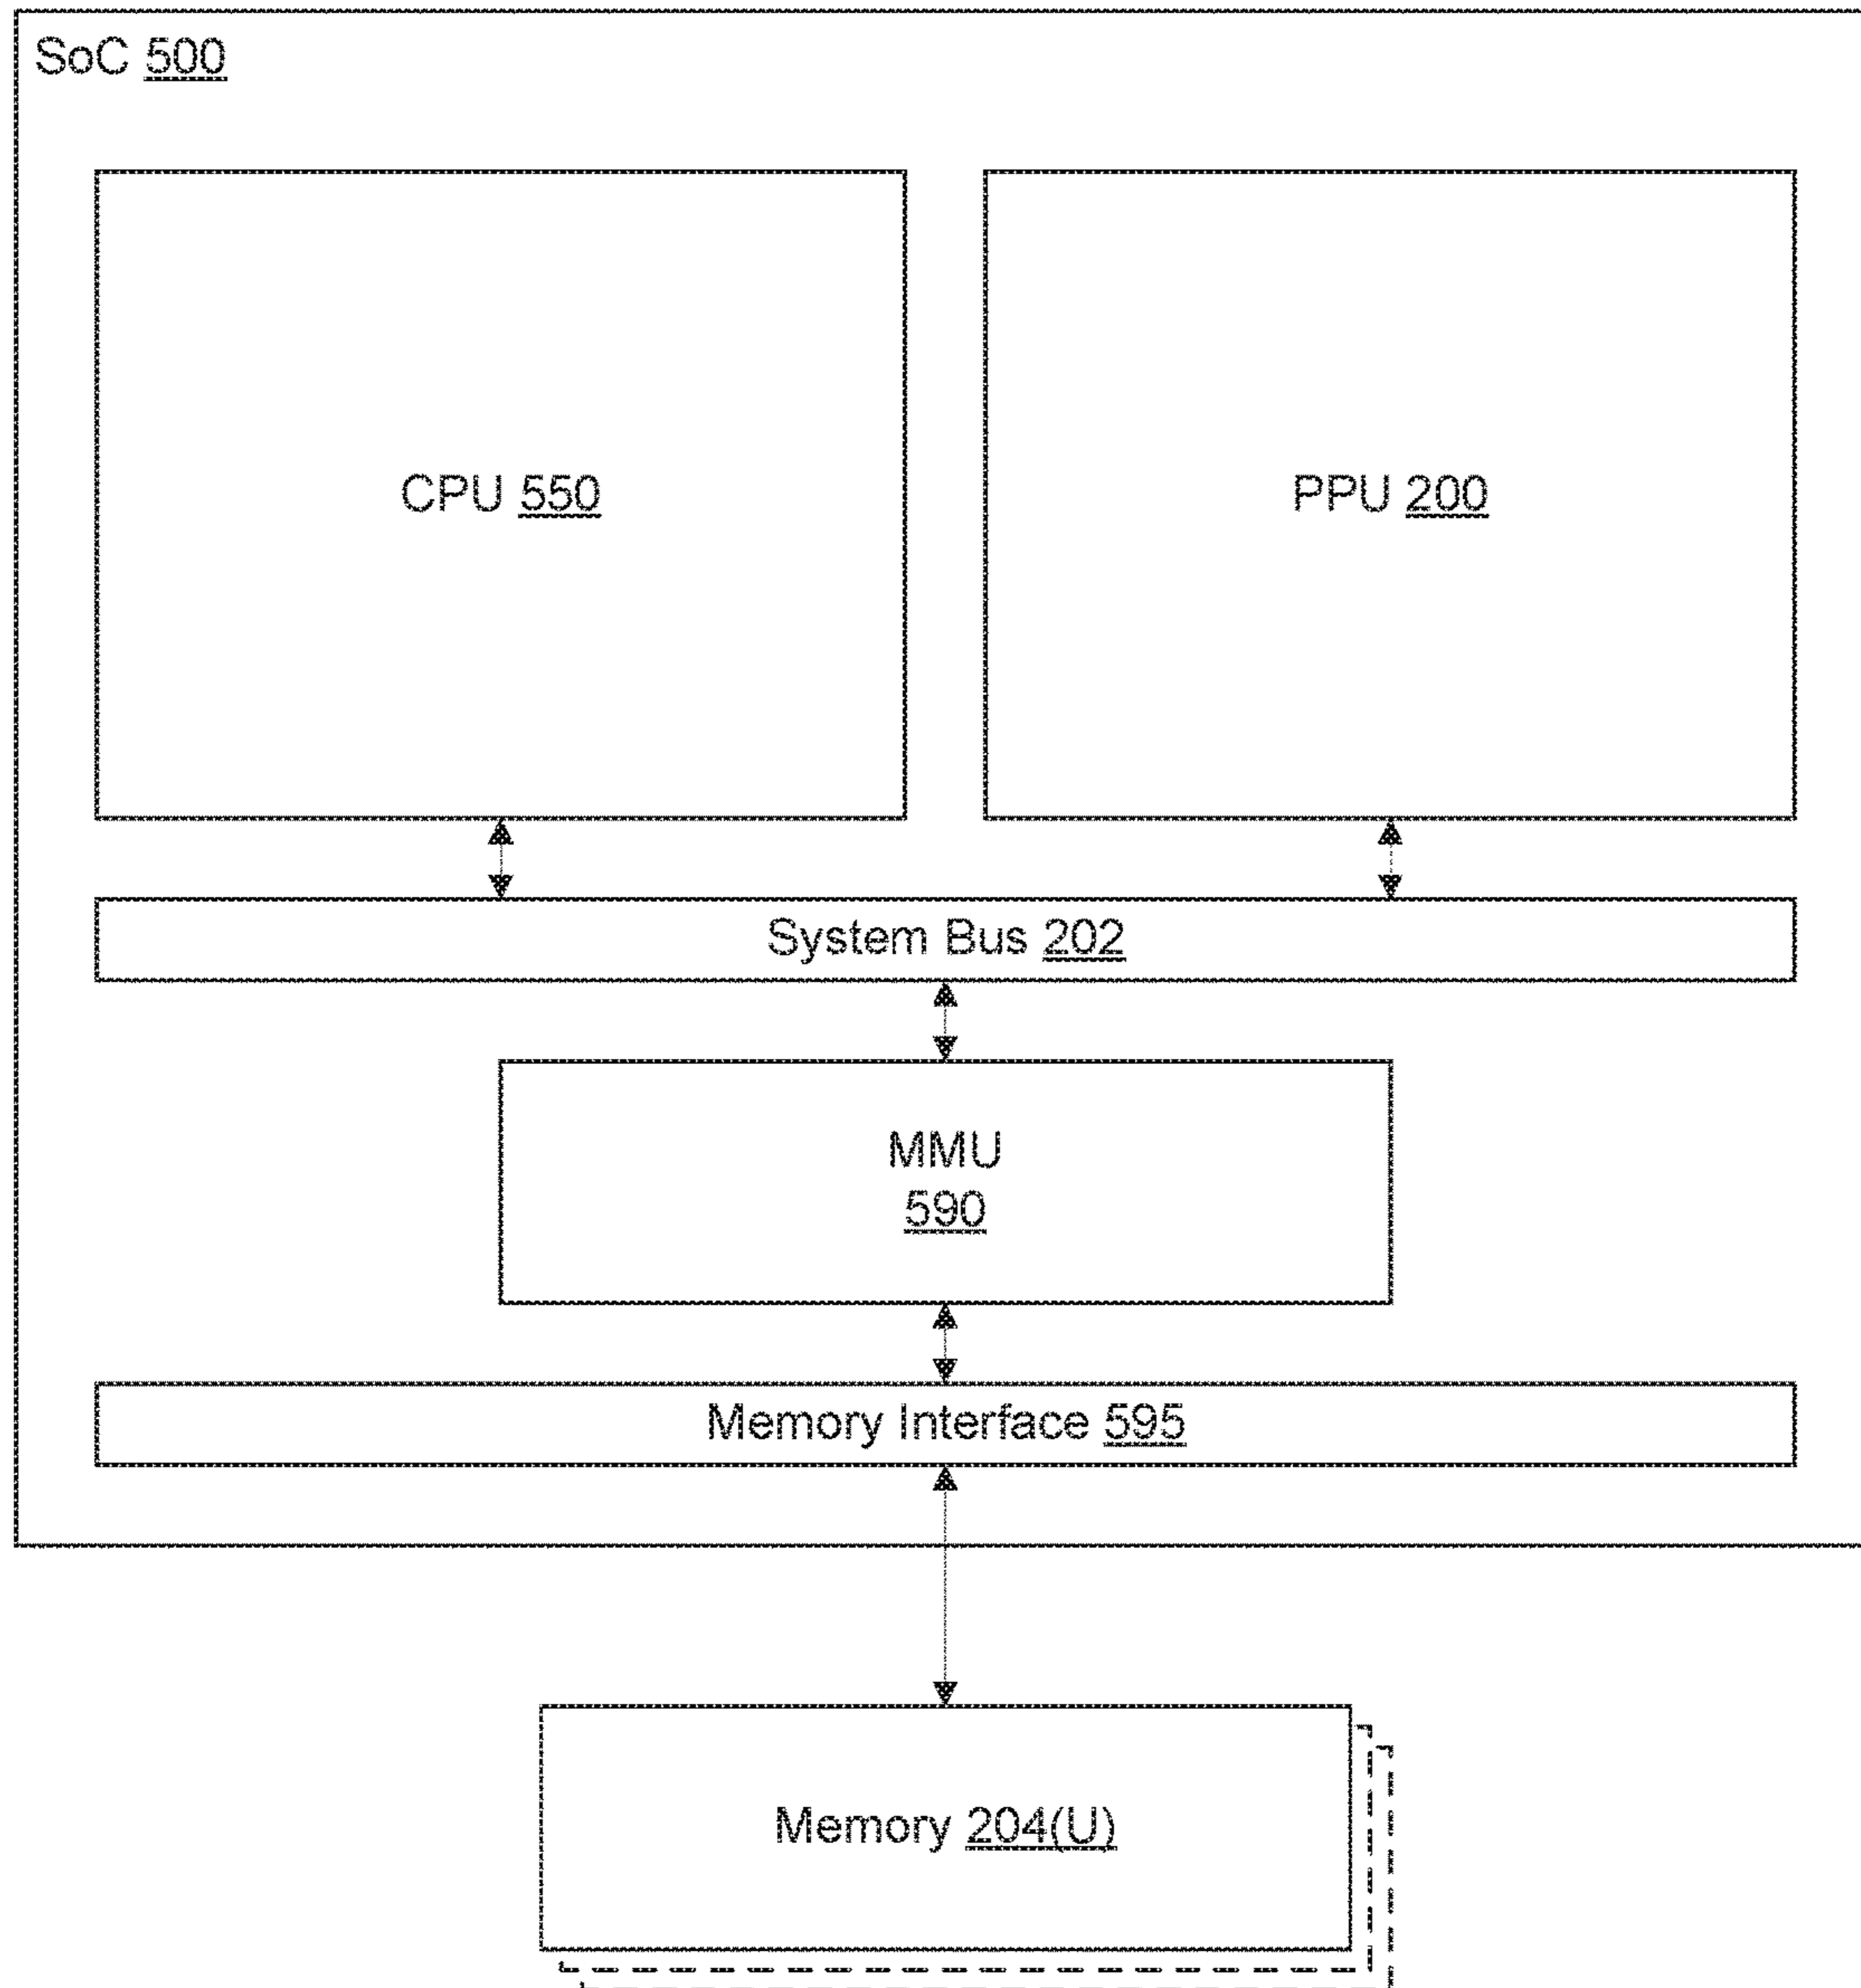 SoC 500
CPU 550
PPU 200
System Bus 202
MMU
590
Memory Interface 595
Memory 204(U)